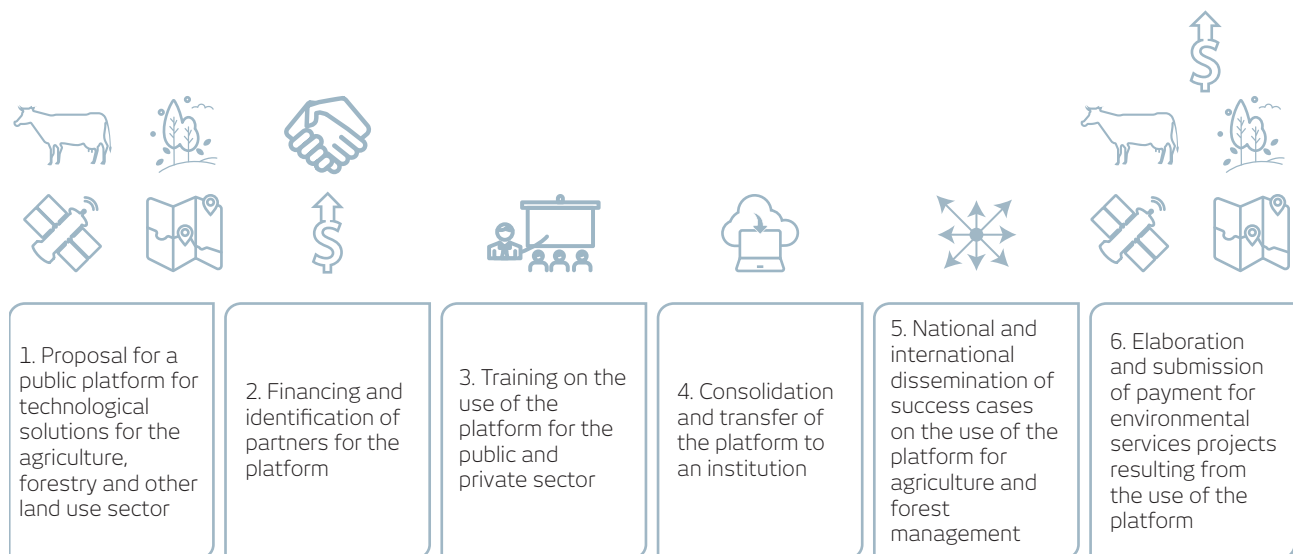 1. Proposal for a
public platform for
technological
solutions for the
agriculture,
forestry and other
land use sector
2. Financing and
identification of
partners for the
platform
3. Training on the
use of the
platform for the
public and
private sector
4. Consolidation
and transfer of
the platform to
an institution
5. National and
international
dissemination of
success cases
on the use of the
platform for
agriculture and
forest
management
6. Elaboration
and submission
of payment for
environmental
services projects
resulting from
the use of the
platform